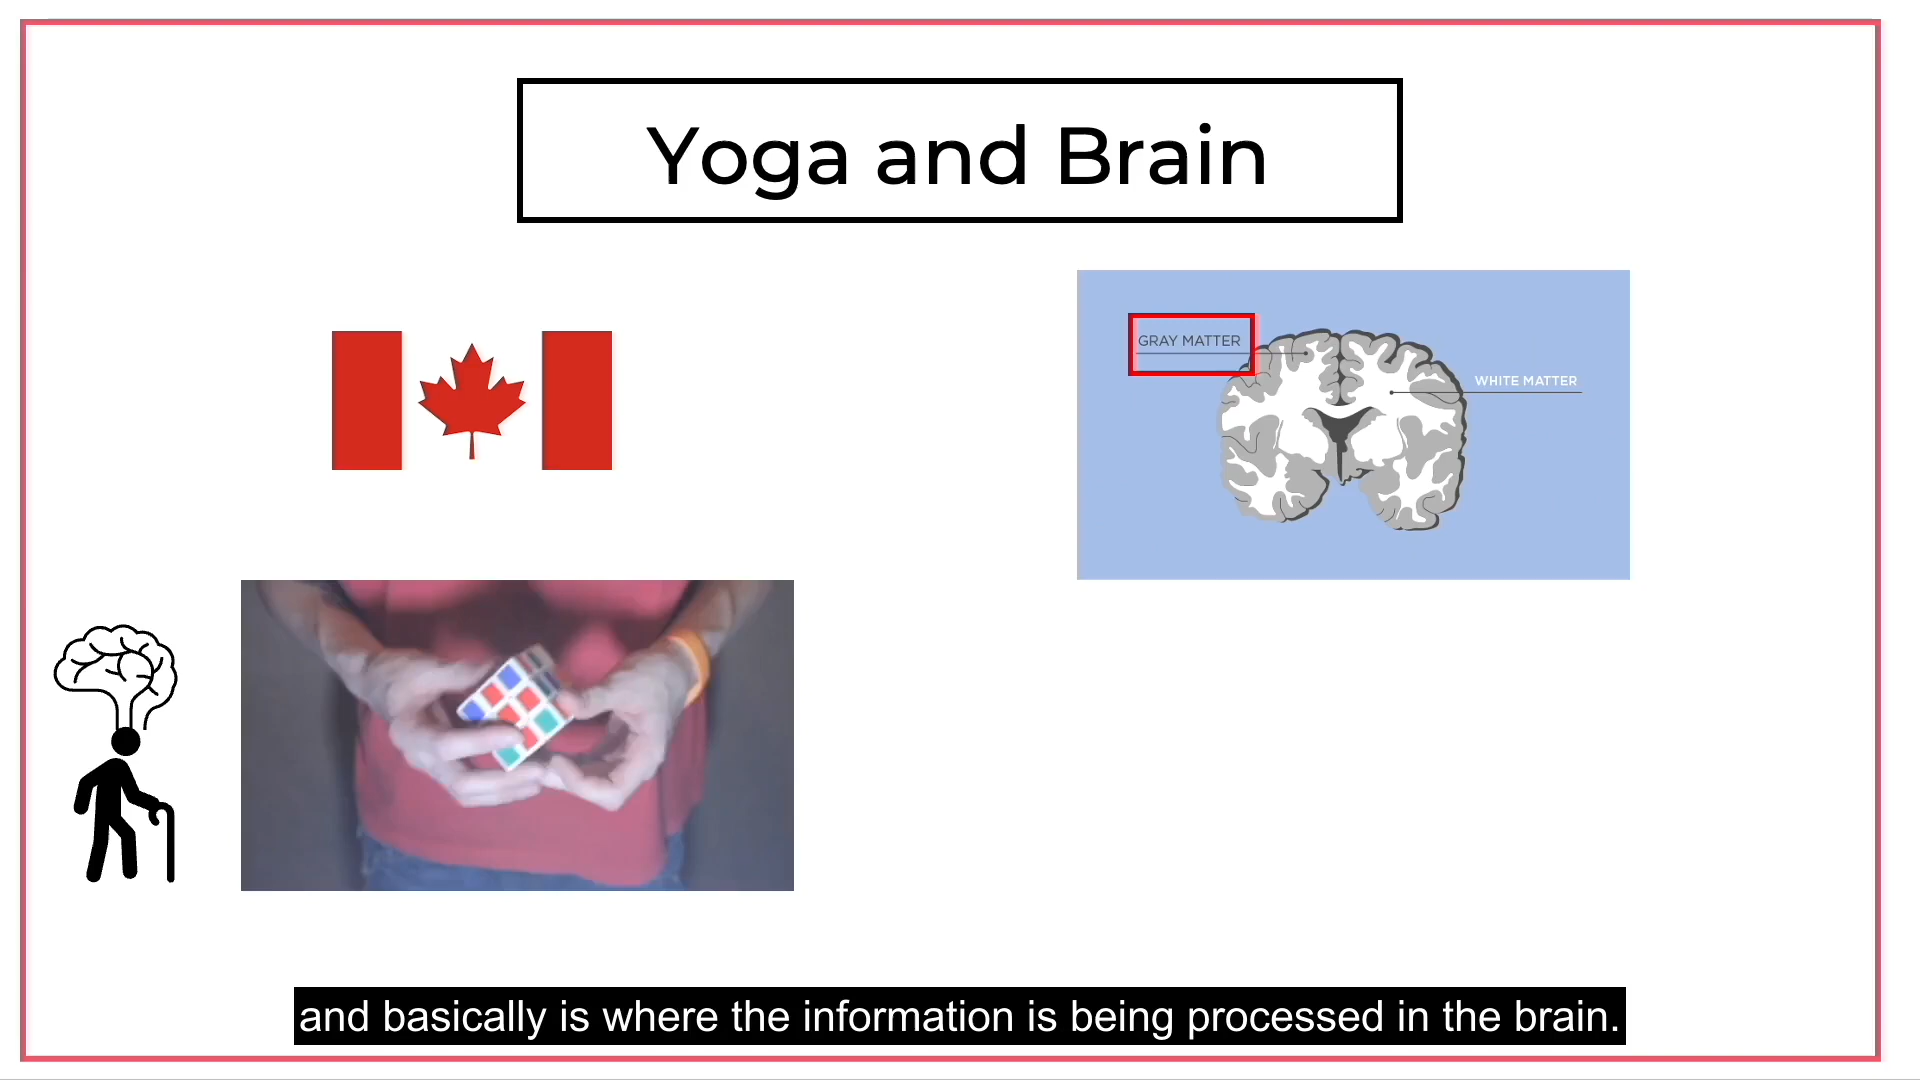 Yoga and Brain
GRAY MATTER
WHITE MATTER
and basically is where the information is being processed in the brain.